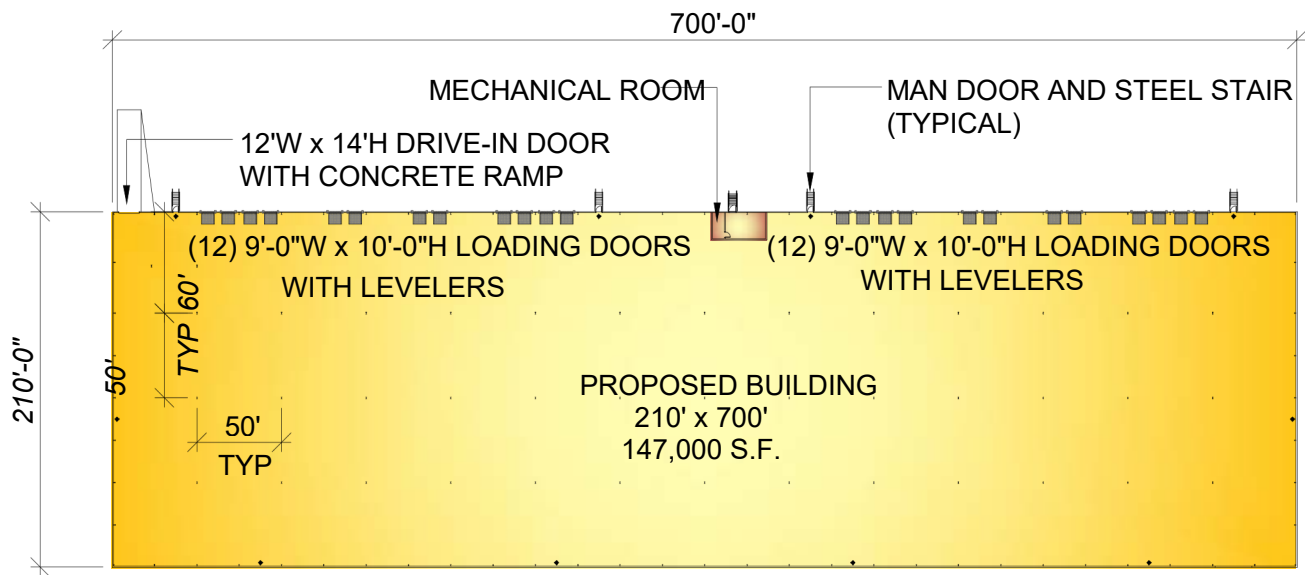 700'-0"
MECHANICAL ROOM
MAN DOOR AND STEEL STAIR
(TYPICAL)
12'W x 14'H DRIVE-IN DOOR
WITH CONCRETE RAMP
(12) 9'-0"W x 10'-0"H LOADING DOORS
WITH LEVELERS
(12) 9'-0"W x 10'-0"H LOADING DOORS
WITH LEVELERS
60'
TYP
50'
210'-0"
50'
TYP
PROPOSED BUILDING
210' x 700'
147,000 S.F.